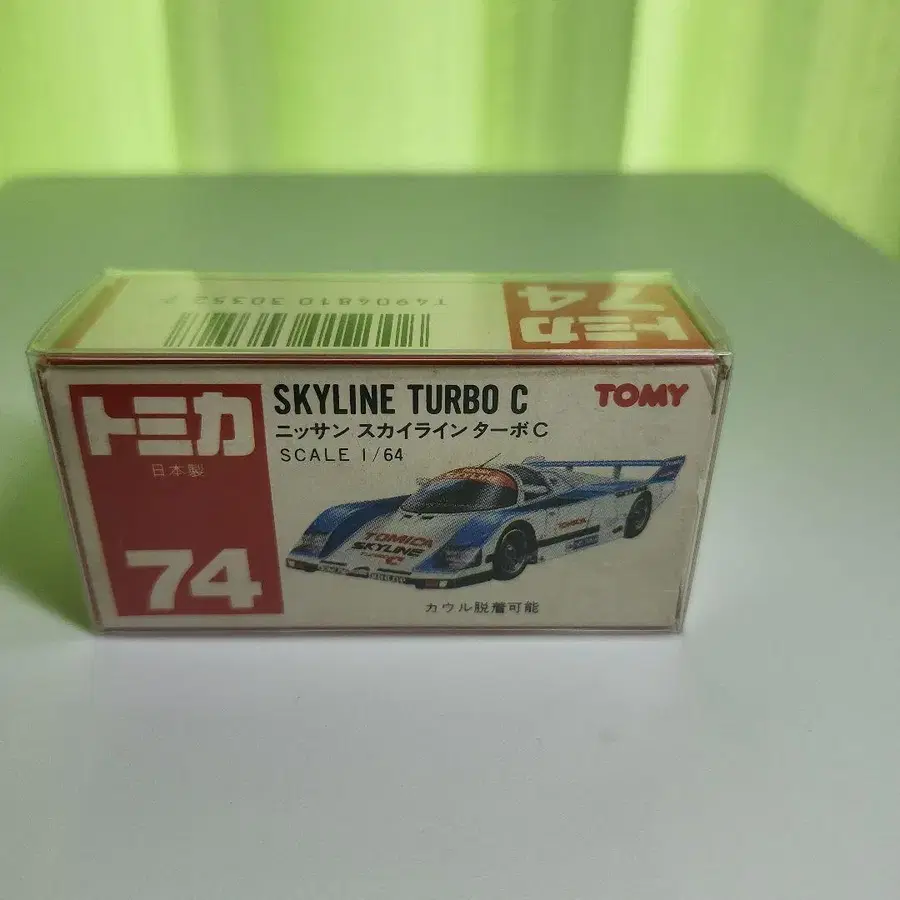 T4904810 30352 P
トミカ
74
トミカ
日本製
74
SKYLINE TURBO C
ニッサン スカイライン ターボ C
SCALE 1/64
TOMY
TOMICA
SKYLINE
TURBO C
TOMICA
カウル脱着可能